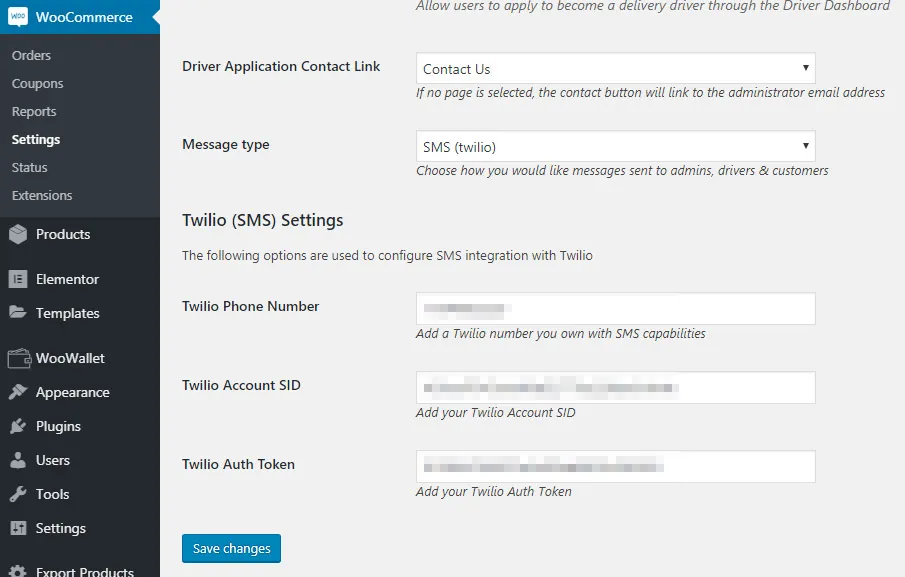 WOO WooCommerce
Orders
Coupons
Reports
Settings
Status
Extensions
Products
Elementor
Templates
WooWallet
Appearance
Plugins
Users
Tools
Settings
Export Products
Allow users to apply to become a delivery driver through the Driver Dashboard
Driver Application Contact Link
Contact Us
If no page is selected, the contact button will link to the administrator email address
Message type
SMS (twilio)
Choose how you would like messages sent to admins, drivers & customers
Twilio (SMS) Settings
The following options are used to configure SMS integration with Twilio
Twilio Phone Number
Add a Twilio number you own with SMS capabilities
Twilio Account SID
Add your Twilio Account SID
Twilio Auth Token
Add your Twilio Auth Token
Save changes